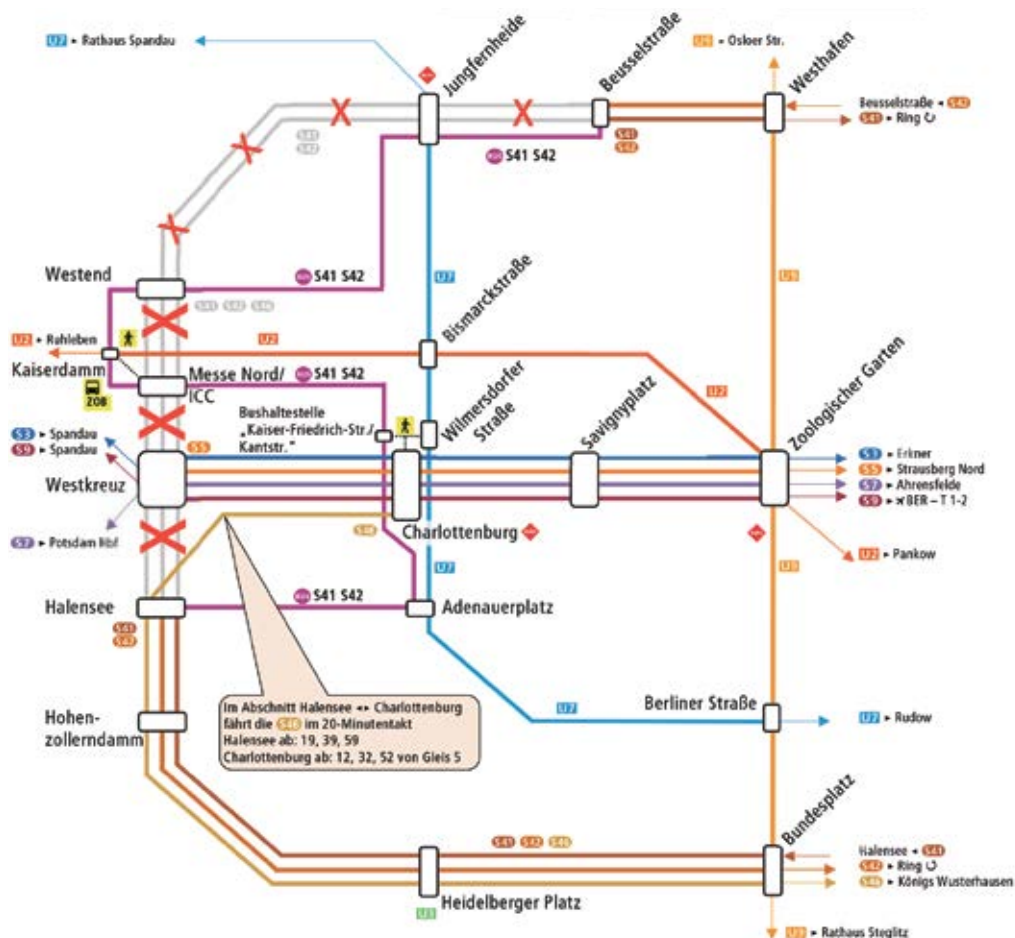 U7 ▸ Rathaus Spandau
Jungfernheide
Beusselstraße
U9 ▸ Osloer Str.
Westhafen
Beusselstraße ◂ S42
S41 ▸ Ring ↻
S41
S42
S41
S42
BUS S41 S42
Westend
BUS S41 S42
S41 S42 S46
U7
U9
Bismarckstraße
U2 ▸ Ruhleben
U2
Kaiserdamm
Messe Nord/
ICC
BUS S41 S42
208
U2
Bushaltestelle
„Kaiser-Friedrich-Str./
Kantstr.“
Wilmersdorfer
Straße
Savignyplatz
Zoologischer Garten
S3 ▸ Spandau
S9 ▸ Spandau
S5
Westkreuz
S3 ▸ Erkner
S5 ▸ Strausberg Nord
S7 ▸ Ahrensfelde
S9 ▸ BER – T 1-2
S7 ▸ Potsdam Hbf
S46
Charlottenburg
U2 ▸ Pankow
U7
U9
Halensee
BUS S41 S42
Adenauerplatz
S41
S42
Im Abschnitt Halensee ◂▸ Charlottenburg
fährt die S46 im 20-Minutentakt
Halensee ab: 19, 39, 59
Charlottenburg ab: 12, 32, 52 von Gleis 5
Hohen-
zollerndamm
Berliner Straße
U7
U7 ▸ Rudow
Bundesplatz
S41 S42 S46
Halensee ◂ S41
S42 ▸ Ring ↺
S46 ▸ Königs Wusterhausen
Heidelberger Platz
U3
U9 ▸ Rathaus Steglitz